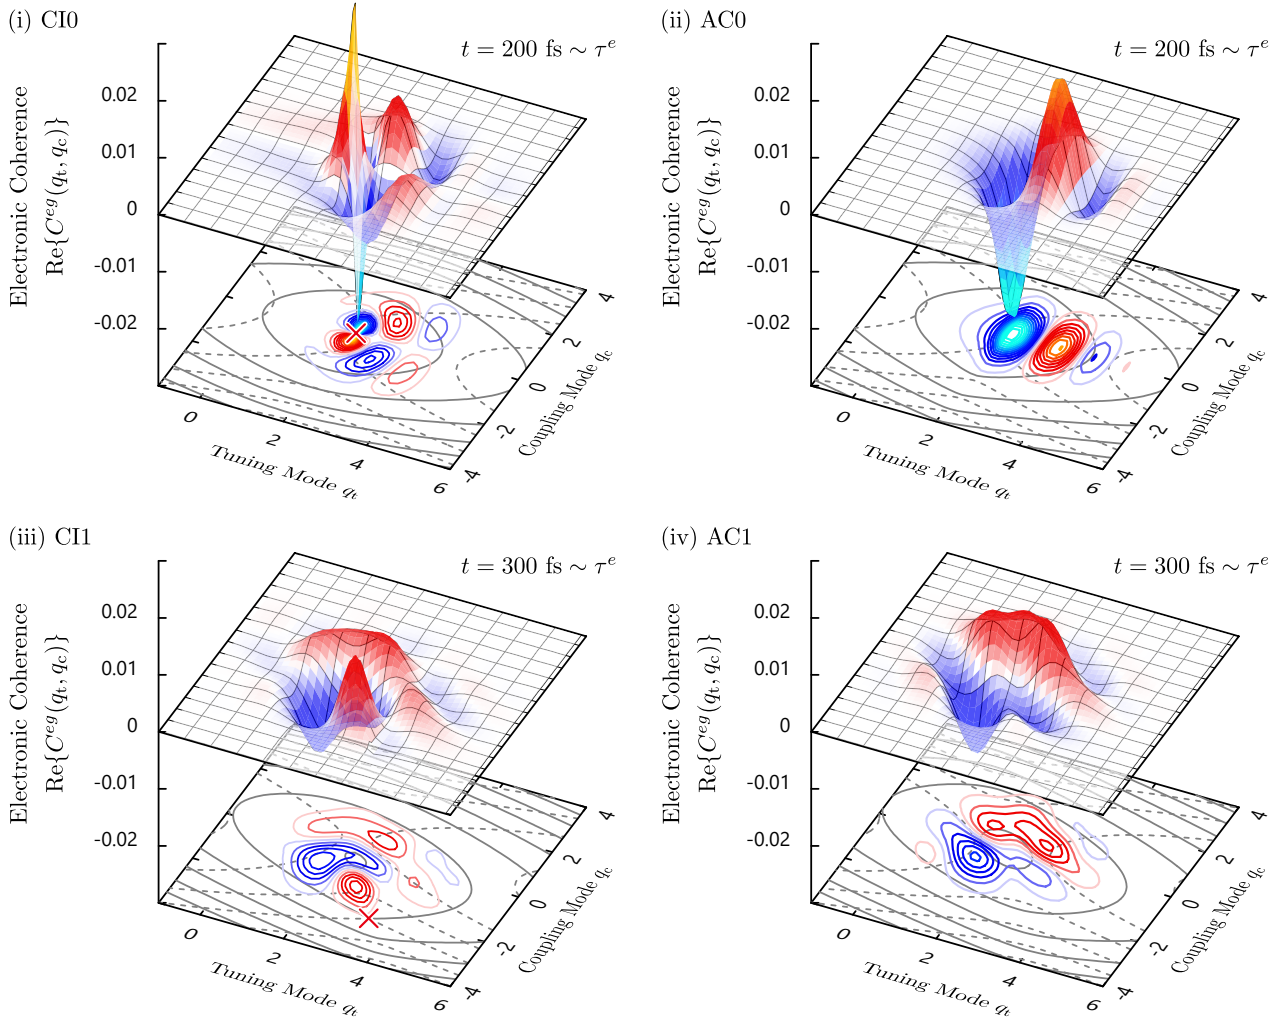 (i) CI0
t = 200 fs ∼ τ^e
Electronic Coherence
Re{C^{eg}(q_t, q_c)}
0.02
0.01
0
-0.01
-0.02
0
2
4
6
Tuning Mode q_t
-4
-2
0
2
4
Coupling Mode q_c
(ii) AC0
t = 200 fs ∼ τ^e
Electronic Coherence
Re{C^{eg}(q_t, q_c)}
0.02
0.01
0
-0.01
-0.02
0
2
4
6
Tuning Mode q_t
-4
-2
0
2
4
Coupling Mode q_c
(iii) CI1
t = 300 fs ∼ τ^e
Electronic Coherence
Re{C^{eg}(q_t, q_c)}
0.02
0.01
0
-0.01
-0.02
0
2
4
6
Tuning Mode q_t
-4
-2
0
2
4
Coupling Mode q_c
(iv) AC1
t = 300 fs ∼ τ^e
Electronic Coherence
Re{C^{eg}(q_t, q_c)}
0.02
0.01
0
-0.01
-0.02
0
2
4
6
Tuning Mode q_t
-4
-2
0
2
4
Coupling Mode q_c